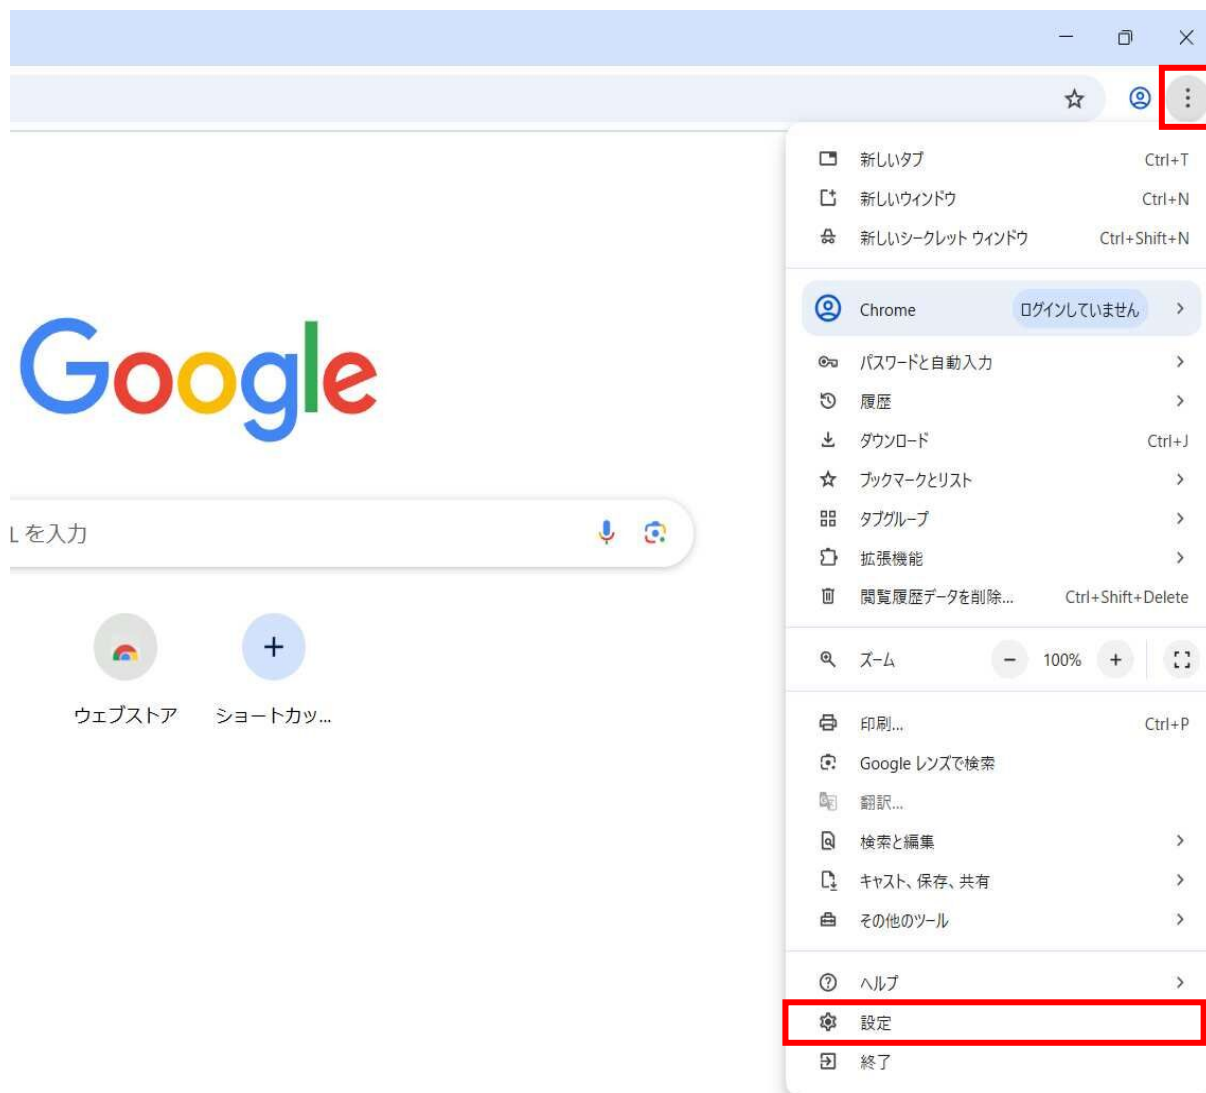 新しいタブ Ctrl+T
新しいウィンドウ Ctrl+N
新しいシークレット ウィンドウ Ctrl+Shift+N
Chrome ログインしていません
パスワードと自動入力
履歴
ダウンロード Ctrl+J
ブックマークとリスト
タブグループ
拡張機能
閲覧履歴データを削除... Ctrl+Shift+Delete
ズーム − 100% +
印刷... Ctrl+P
Google レンズで検索
翻訳...
検索と編集
キャスト、保存、共有
その他のツール
ヘルプ
設定
終了
Google
L を入力
ウェブストア ショートカッ...